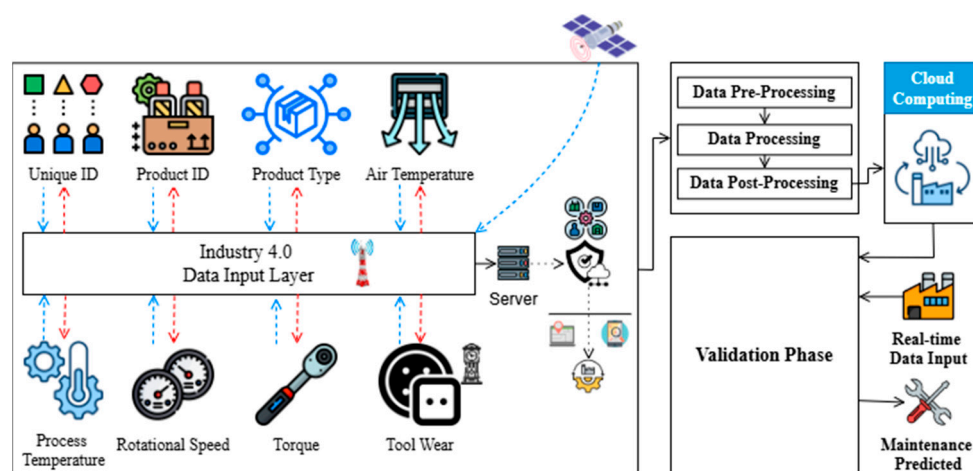 Unique ID
Product ID
Product Type
Air Temperature
Industry 4.0
Data Input Layer
Server
Process
Temperature
Rotational Speed
Torque
Tool Wear
Data Pre-Processing
Data Processing
Data Post-Processing
Cloud
Computing
Validation Phase
Real-time
Data Input
Maintenance
Predicted